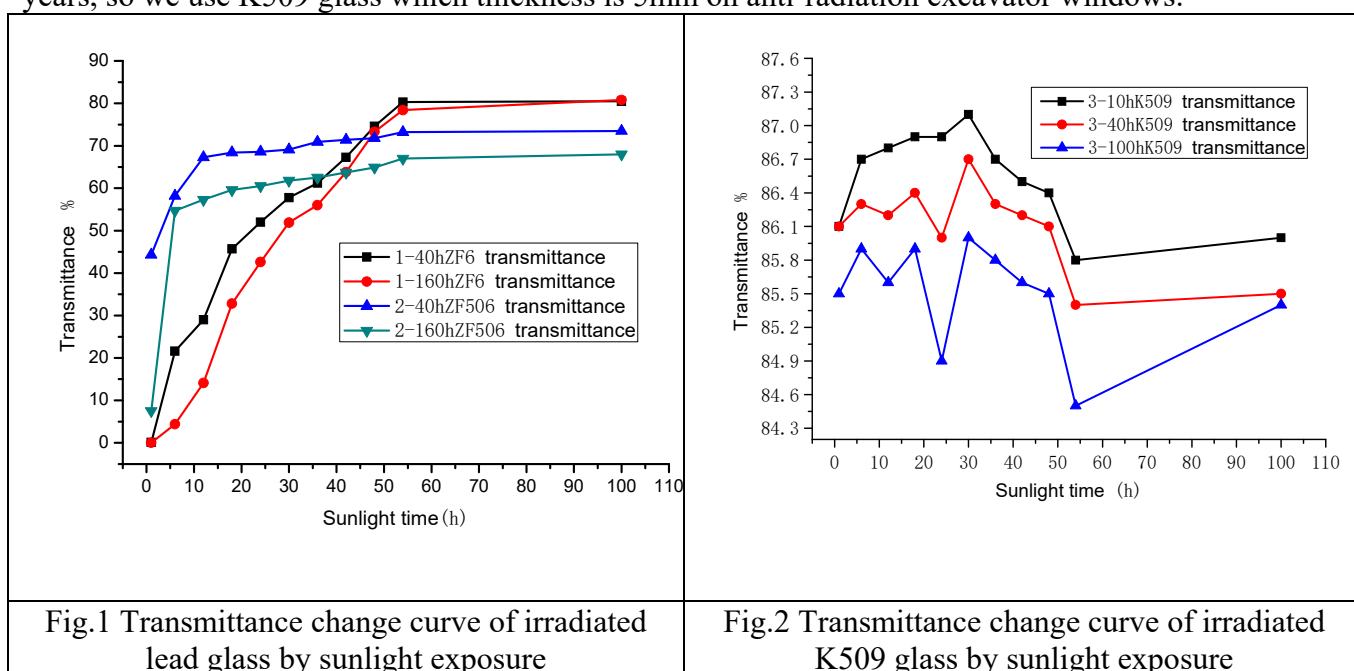 years, so we use K509 glass which thickness is 5mm on anti-radiation excavator windows.
90
80
70
60
50
40
30
20
10
0
Transmittance %
1-40hZF6 transmittance
1-160hZF6 transmittance
2-40hZF506 transmittance
2-160hZF506 transmittance
0 10 20 30 40 50 60 70 80 90 100 110
Sunlight time(h)
87.6
87.3
87.0
86.7
86.4
86.1
85.8
85.5
85.2
84.9
84.6
84.3
Transmittance %
3-10hK509 transmittance
3-40hK509 transmittance
3-100hK509 transmittance
0 10 20 30 40 50 60 70 80 90 100 110
Sunlight time (h)
Fig.1 Transmittance change curve of irradiated
lead glass by sunlight exposure
Fig.2 Transmittance change curve of irradiated
K509 glass by sunlight exposure